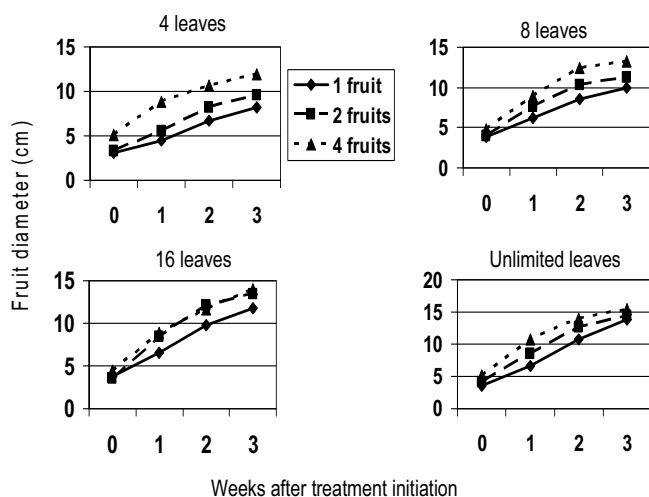 4 leaves
15
10
5
0
0 1 2 3
1 fruit
2 fruits
4 fruits
8 leaves
15
10
5
0
0 1 2 3
Fruit diameter (cm)
16 leaves
15
10
5
0
0 1 2 3
Unlimited leaves
20
15
10
5
0
0 1 2 3
Weeks after treatment initiation